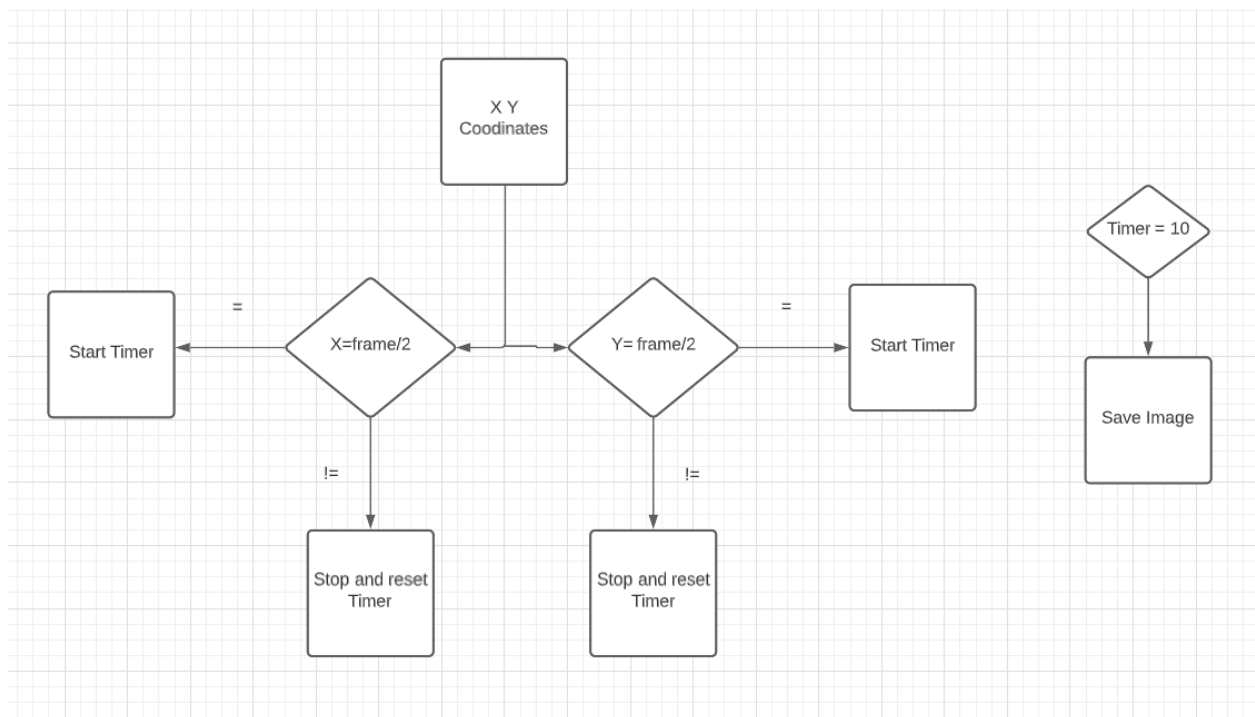 X Y
Coodinates
=
X=frame/2
Y= frame/2
=
Start Timer
Start Timer
!=
!=
Stop and reset
Timer
Stop and reset
Timer
Timer = 10
Save Image